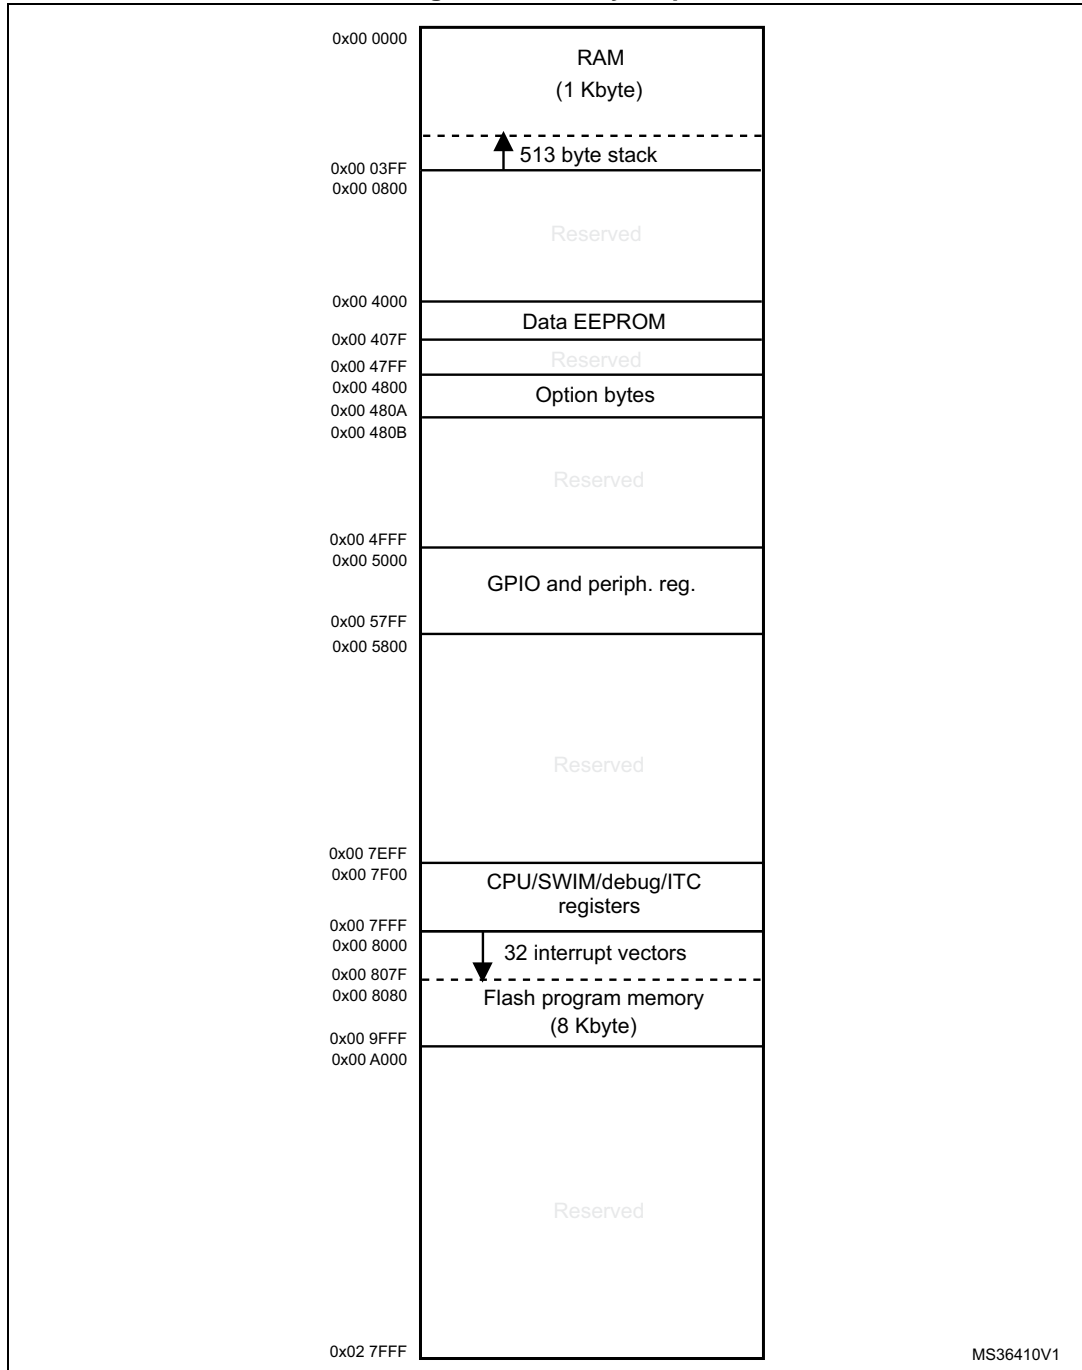 0x00 0000
RAM
(1 Kbyte)
513 byte stack
0x00 03FF
0x00 0800
Reserved
0x00 4000
Data EEPROM
0x00 407F
Reserved
0x00 47FF
0x00 4800
Option bytes
0x00 480A
0x00 480B
Reserved
0x00 4FFF
0x00 5000
GPIO and periph. reg.
0x00 57FF
0x00 5800
Reserved
0x00 7EFF
0x00 7F00
CPU/SWIM/debug/ITC
registers
0x00 7FFF
0x00 8000
32 interrupt vectors
0x00 807F
0x00 8080
Flash program memory
(8 Kbyte)
0x00 9FFF
0x00 A000
Reserved
0x02 7FFF
MS36410V1